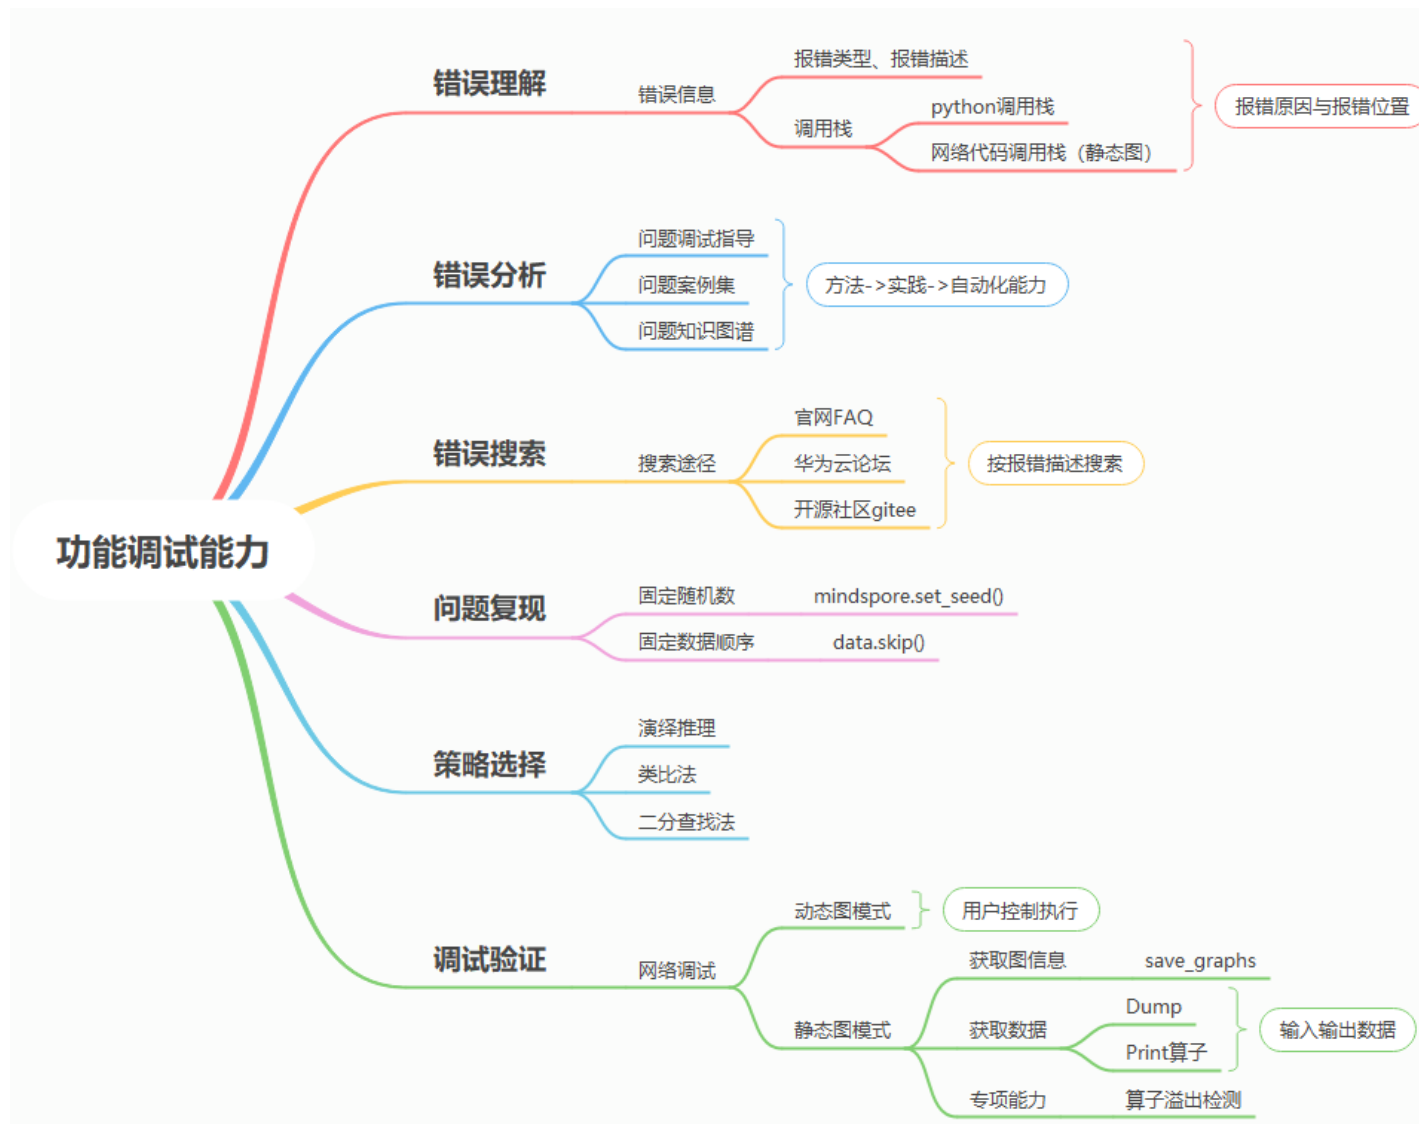 功能调试能力
错误理解
错误信息
报错类型、报错描述
调用栈
python调用栈
网络代码调用栈（静态图）
报错原因与报错位置
错误分析
问题调试指导
问题案例集
问题知识图谱
方法->实践->自动化能力
错误搜索
搜索途径
官网FAQ
华为云论坛
开源社区gitee
按报错描述搜索
问题复现
固定随机数
mindspore.set_seed()
固定数据顺序
data.skip()
策略选择
演绎推理
类比法
二分查找法
调试验证
网络调试
动态图模式
用户控制执行
静态图模式
获取图信息
save_graphs
获取数据
Dump
Print算子
输入输出数据
专项能力
算子溢出检测